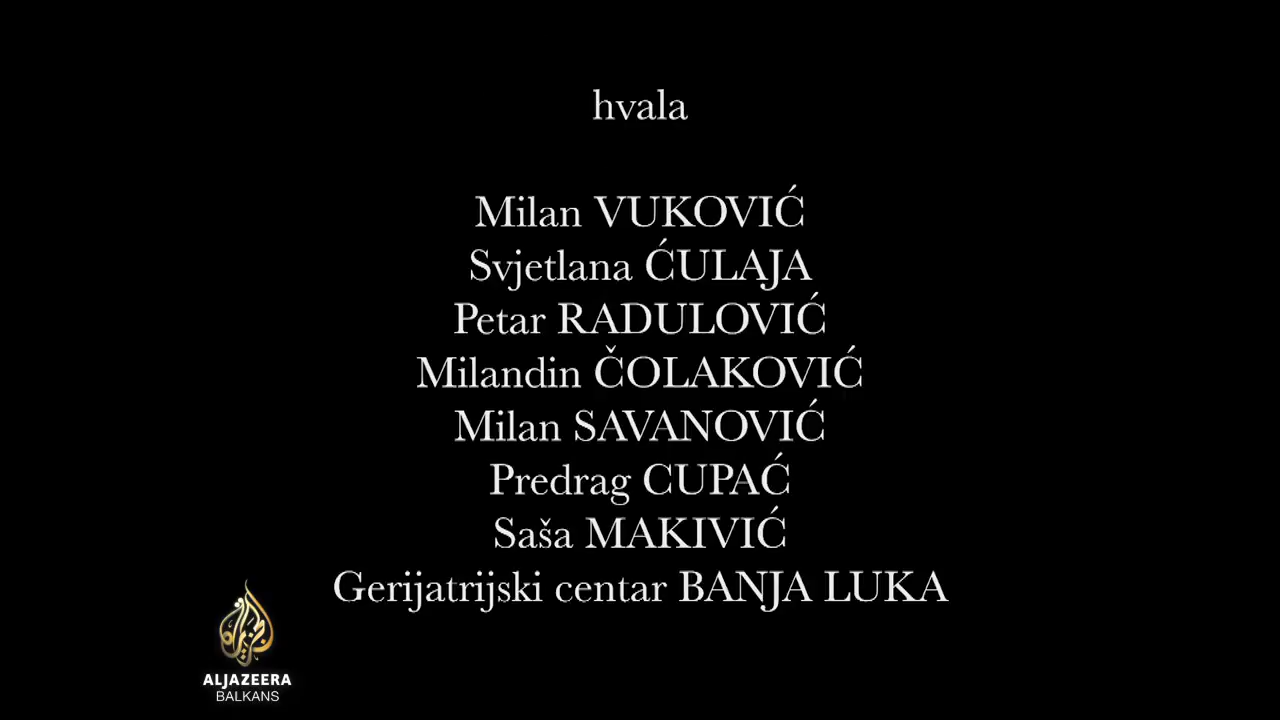 hvala
Milan VUKOVIĆ
Svjetlana ĆULAJA
Petar RADULOVIĆ
Milandin ČOLAKOVIĆ
Milan SAVANOVIĆ
Predrag CUPAĆ
Saša MAKIVIĆ
Gerijatrijski centar BANJA LUKA
الجزيرة
ALJAZEERA
BALKANS